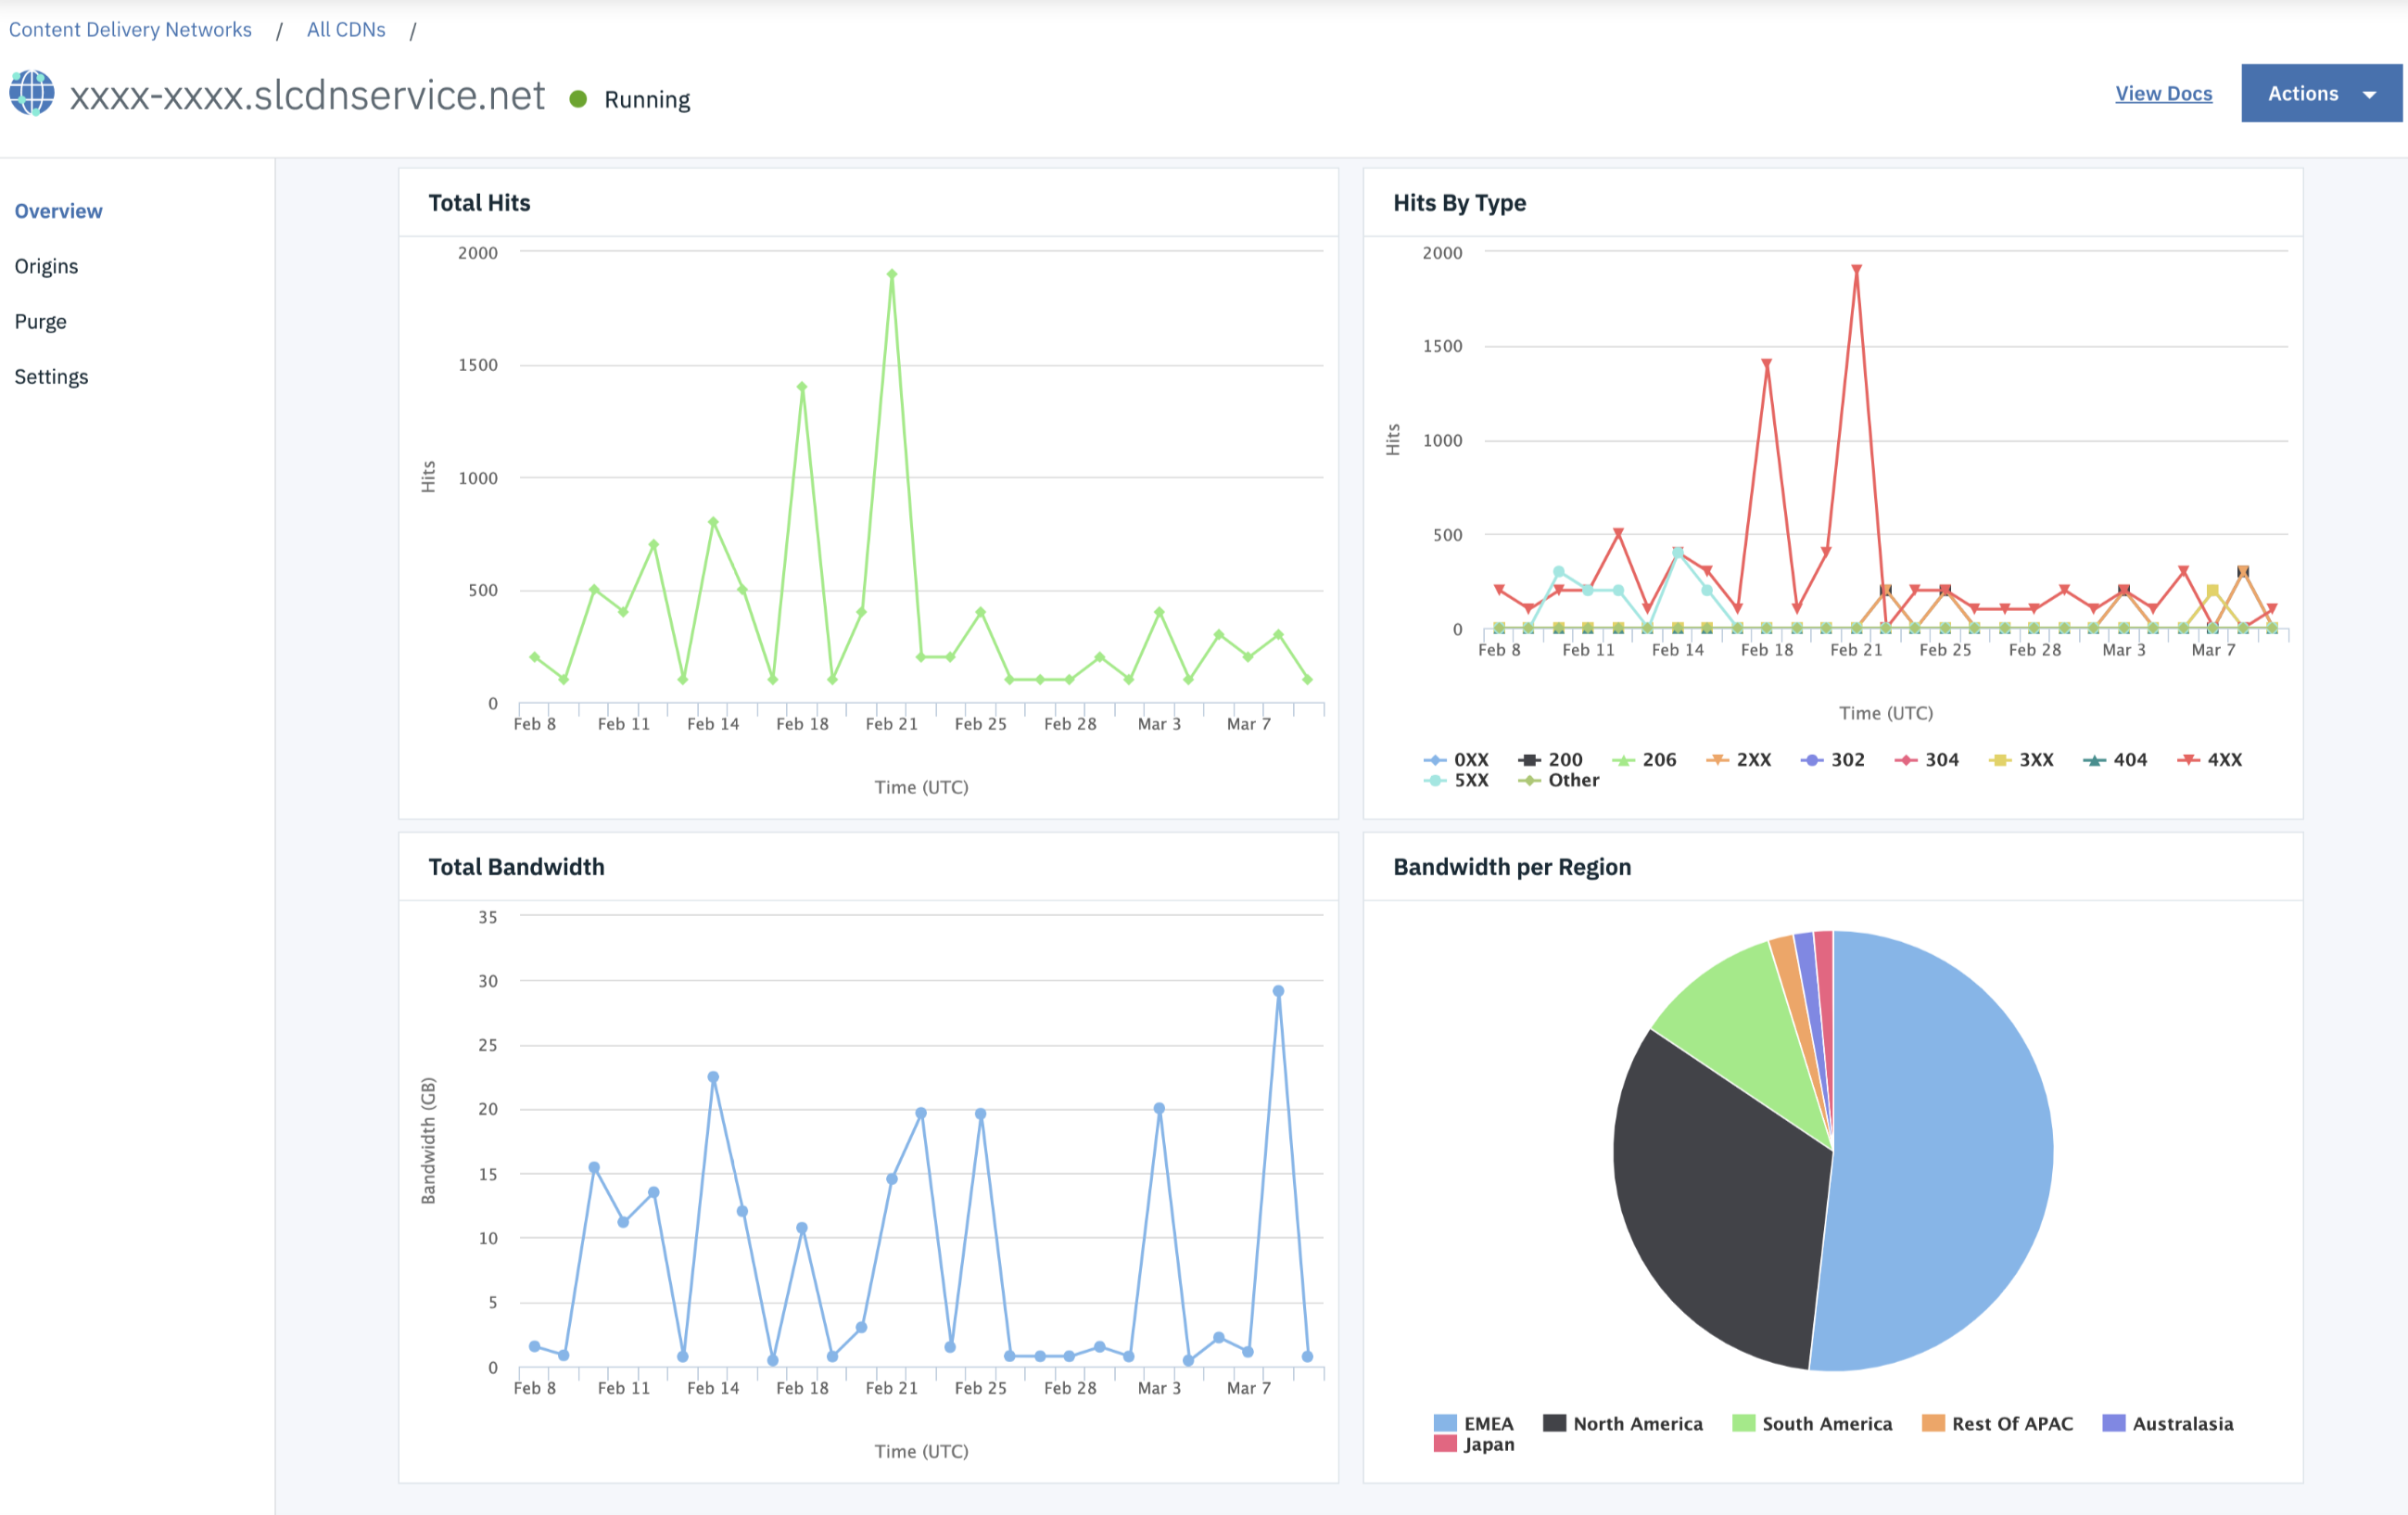 Content Delivery Networks / All CDNs /
xxxx-xxxx.slcdnservice.net Running
View Docs Actions
Overview
Origins
Purge
Settings
Total Hits
2000
1500
1000
500
0
Hits
Feb 8 Feb 11 Feb 14 Feb 18 Feb 21 Feb 25 Feb 28 Mar 3 Mar 7
Time (UTC)
Hits By Type
2000
1500
1000
500
0
Hits
Feb 8 Feb 11 Feb 14 Feb 18 Feb 21 Feb 25 Feb 28 Mar 3 Mar 7
Time (UTC)
0XX 200 206 2XX 302 304 3XX 404 4XX
5XX Other
Total Bandwidth
35
30
25
20
15
10
5
0
Bandwidth (GB)
Feb 8 Feb 11 Feb 14 Feb 18 Feb 21 Feb 25 Feb 28 Mar 3 Mar 7
Time (UTC)
Bandwidth per Region
EMEA North America South America Rest Of APAC Australasia
Japan